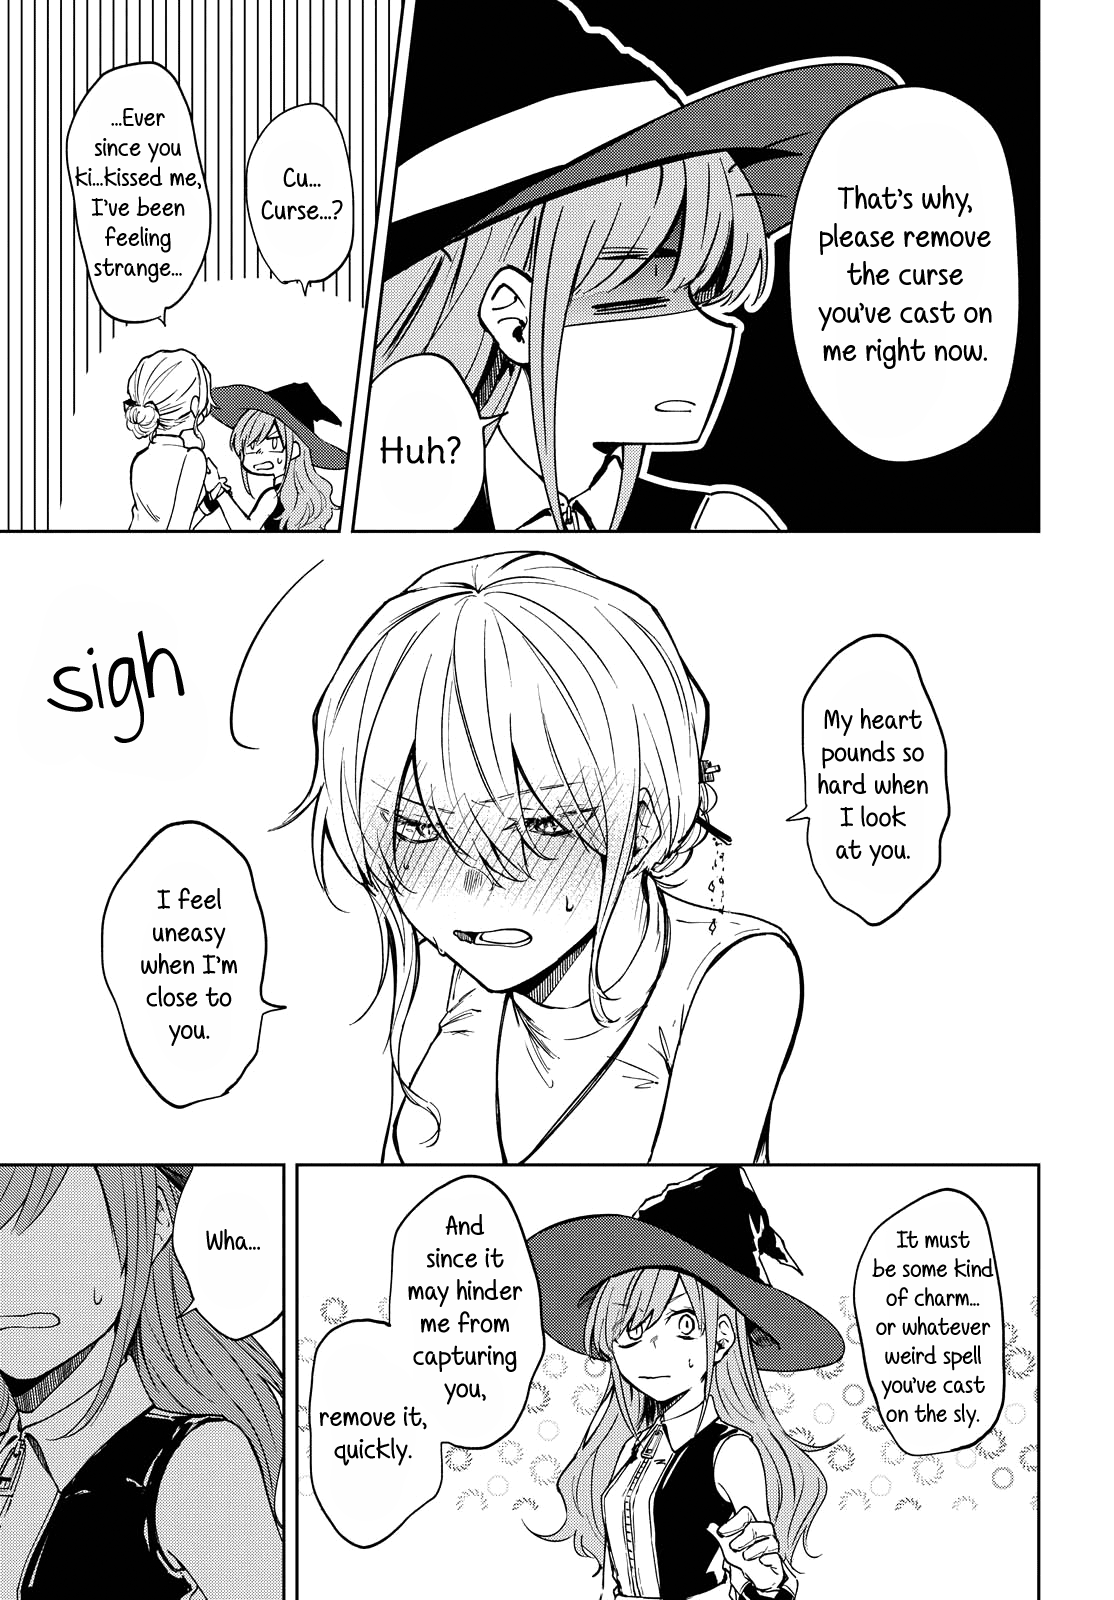 That's why,
please remove
the curse
you've cast on
me right now.
Huh?
Cu...
Curse...?
...Ever
since you
ki...kissed me,
I've been
feeling
strange...
My heart
pounds so
hard when
I look
at you.
sigh
I feel
uneasy
when I'm
close to
you.
It must
be some kind
of charm...
or whatever
weird spell
you've cast
on the sly.
And
since it
may hinder
me from
capturing
you,
remove it,
quickly.
Wha...